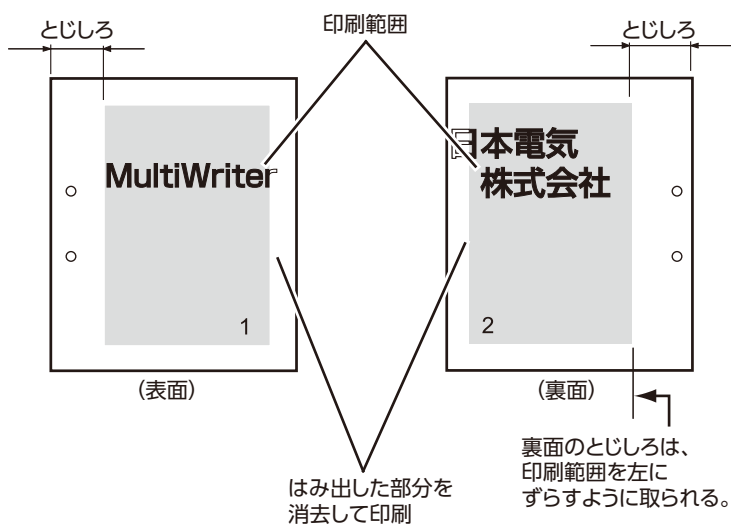 とじしろ
印刷範囲
とじしろ
MultiWriter
1
日本電気
株式会社
2
(表面)
(裏面)
はみ出した部分を
消去して印刷
裏面のとじしろは、
印刷範囲を左に
ずらすように取られる。